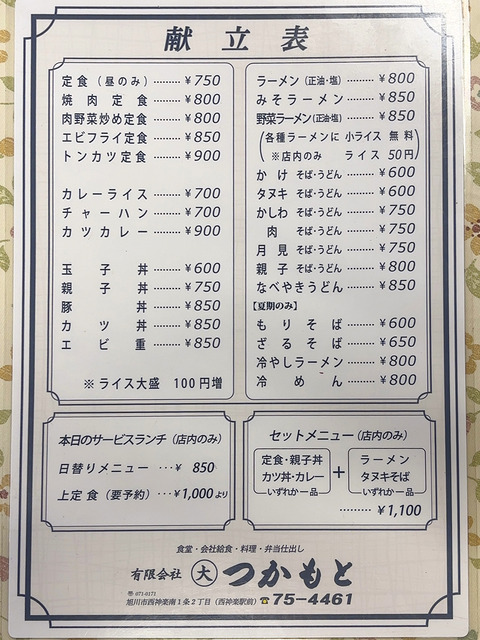 献立表
定食（昼のみ）………¥750
焼肉定食………¥800
肉野菜炒め定食………¥800
エビフライ定食………¥850
トンカツ定食………¥900
カレーライス………¥700
チャーハン………¥700
カツカレー………¥900
玉子丼………¥600
親子丼………¥750
豚丼………¥850
カツ丼………¥850
エビ重………¥850
※ライス大盛 100円増
ラーメン（正油・塩）………¥800
みそラーメン………¥850
野菜ラーメン（正油・塩）………¥850
（各種ラーメンに 小ライス 無料
※店内のみ ライス 50円）
かけ そば・うどん………¥600
タヌキ そば・うどん………¥600
かしわ そば・うどん………¥750
肉 そば・うどん………¥750
月見 そば・うどん………¥750
親子 そば・うどん………¥800
なべやきうどん………¥850
【夏期のみ】
もりそば………¥600
ざるそば………¥650
冷やしラーメン………¥800
冷めん………¥800
本日のサービスランチ（店内のみ）
日替りメニュー …¥ 850
上定食（要予約）…¥1,000より
セットメニュー（店内のみ）
定食・親子丼
カツ丼・カレー
いずれか一品
+
ラーメン
タヌキそば
いずれか一品
………¥1,100
食堂・会社給食・料理・弁当仕出し
有限会社 大 つかもと
〒071-0171
旭川市西神楽南1条2丁目（西神楽駅前）☎75-4461